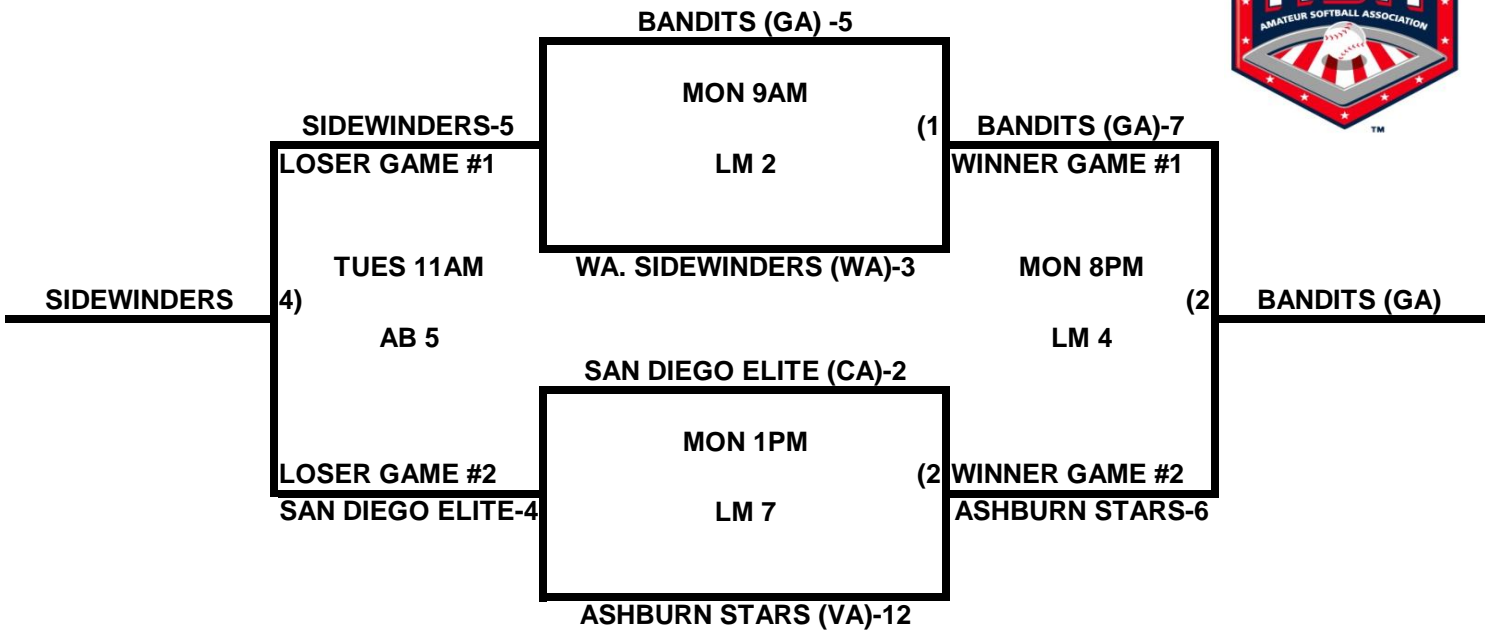 BANDITS (GA) -5
AMATEUR SOFTBALL ASSOCIATION
TM
MON 9AM
SIDEWINDERS-5
(1
BANDITS (GA)-7
LOSER GAME #1
LM 2
WINNER GAME #1
TUES 11AM
WA. SIDEWINDERS (WA)-3
MON 8PM
SIDEWINDERS
4)
(2
BANDITS (GA)
AB 5
LM 4
SAN DIEGO ELITE (CA)-2
MON 1PM
LOSER GAME #2
(2
WINNER GAME #2
SAN DIEGO ELITE-4
LM 7
ASHBURN STARS-6
ASHBURN STARS (VA)-12